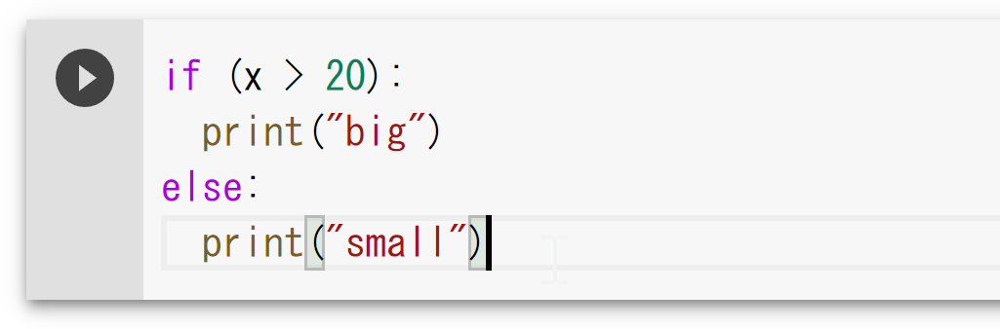 if (x > 20):
  print("big")
else:
  print("small")